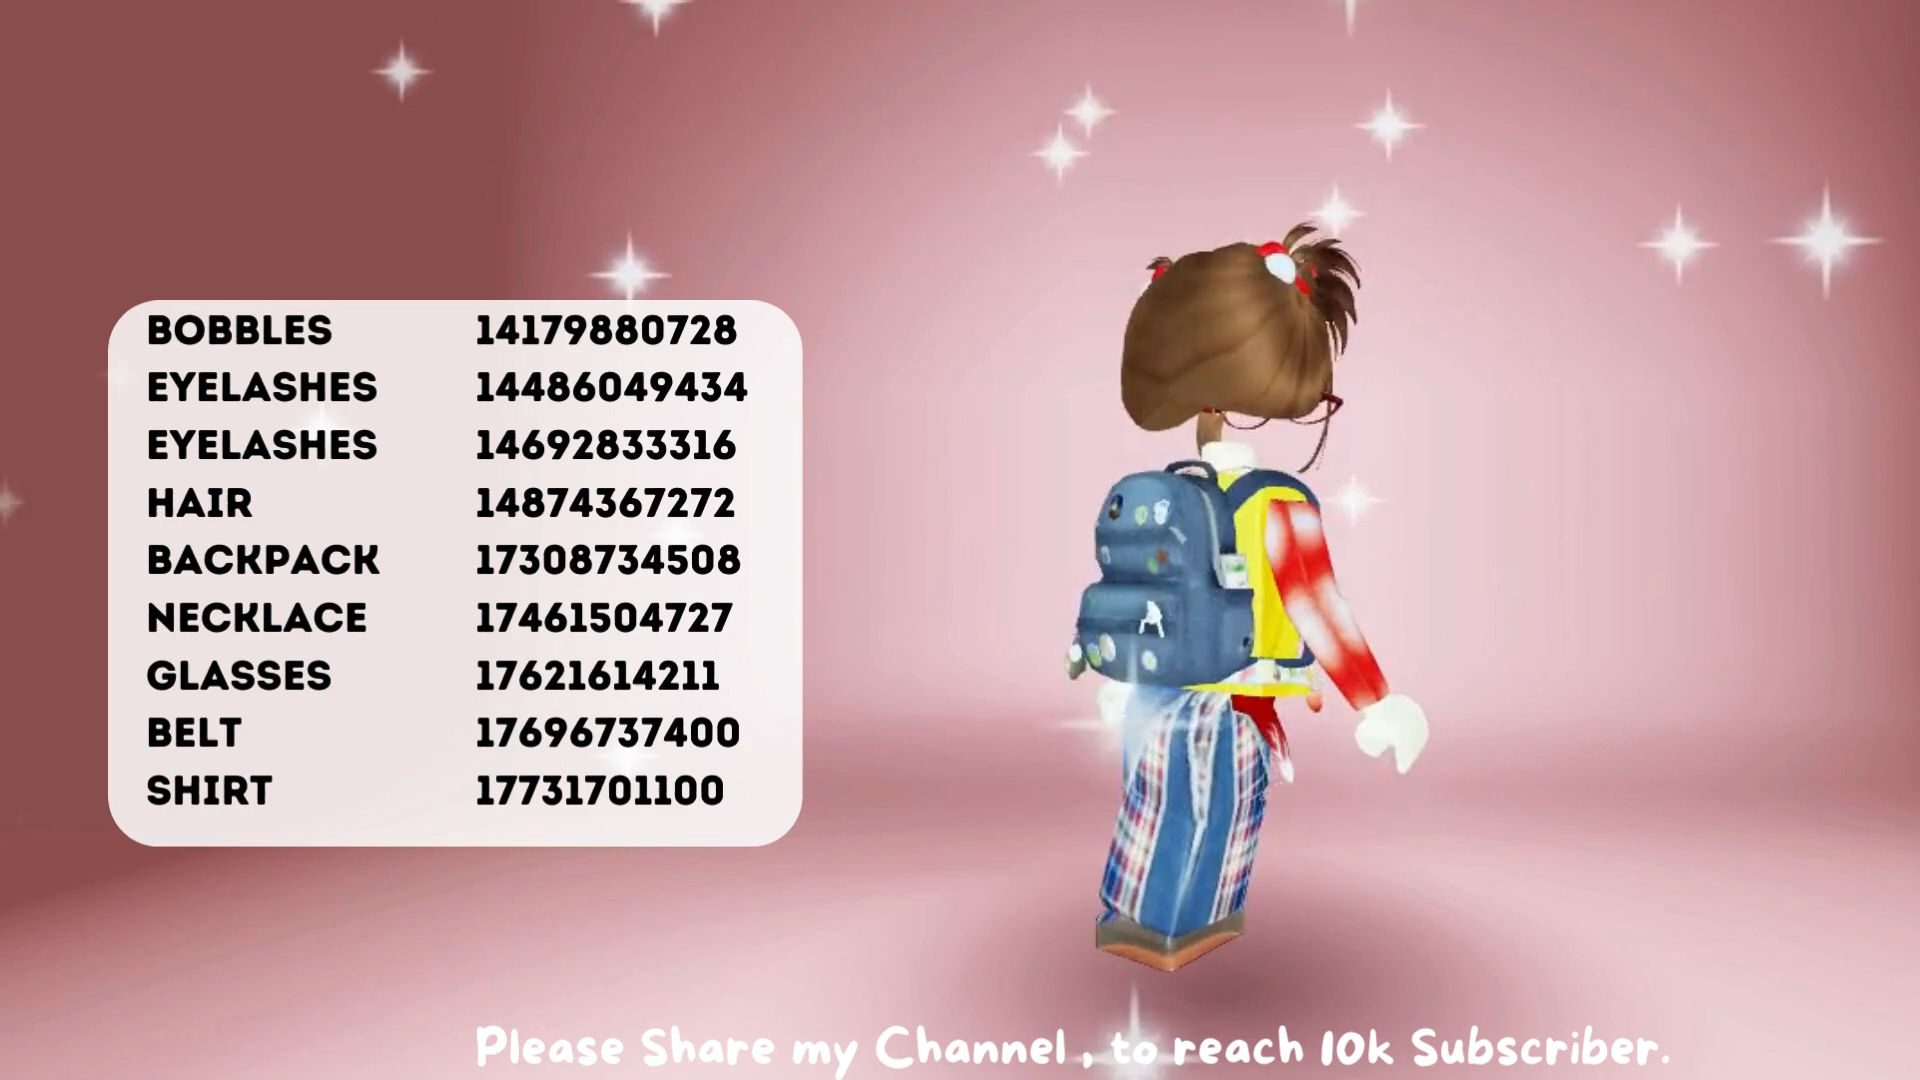 BOBBLES 14179880728
EYELASHES 14486049434
EYELASHES 14692833316
HAIR 14874367272
BACKPACK 17308734508
NECKLACE 17461504727
GLASSES 17621614211
BELT 17696737400
SHIRT 17731701100
Please Share my Channel , to reach 10k Subscriber.